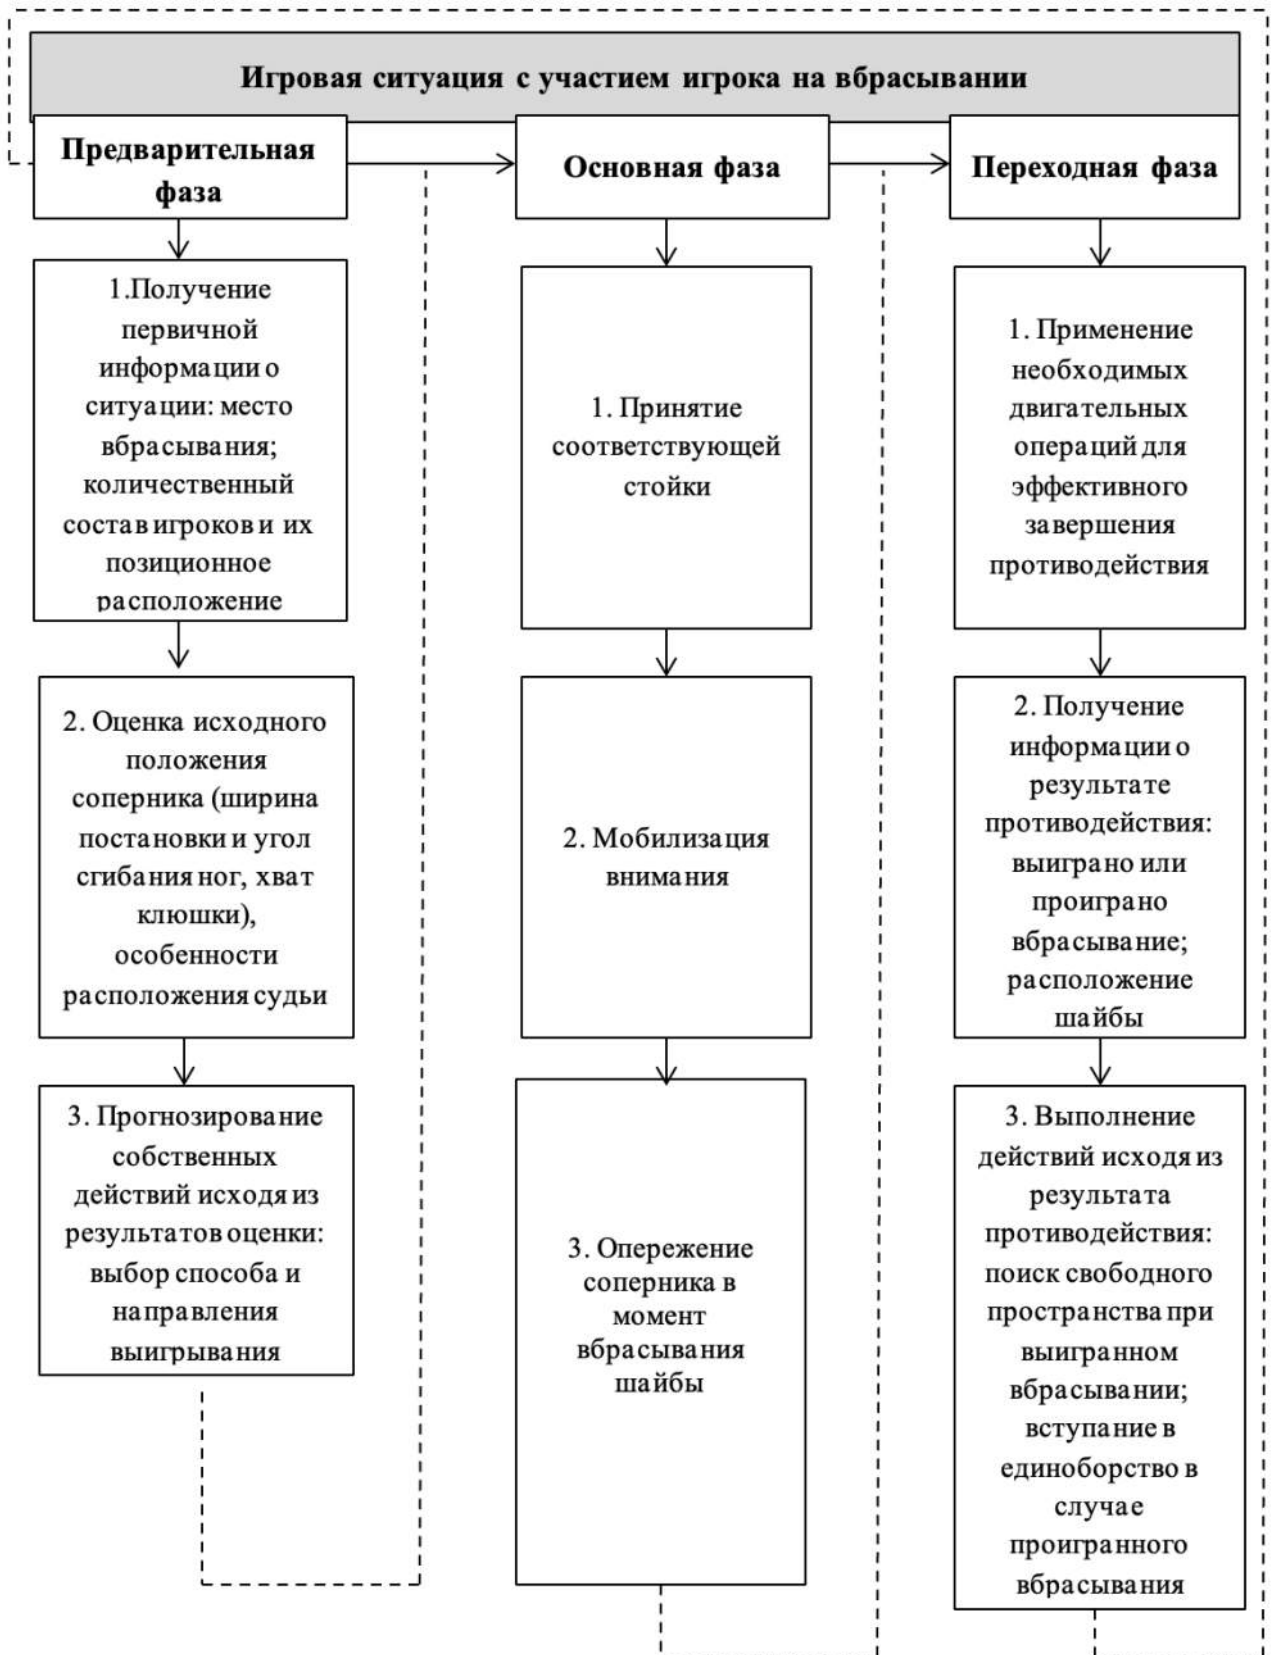 Игровая ситуация с участием игрока на вбрасывании
Предварительная
фаза
Основная фаза
Переходная фаза
1.Получение
первичной
информации о
ситуации: место
вбрасывания;
количественный
состав игроков и их
позиционное
расположение
2. Оценка исходного
положения
соперника (ширина
постановки и угол
сгибания ног, хват
клюшки),
особенности
расположения судьи
3. Прогнозирование
собственных
действий исходя из
результатов оценки:
выбор способа и
направления
выигрывания
1. Принятие
соответствующей
стойки
2. Мобилизация
внимания
3. Опережение
соперника в
момент
вбрасывания
шайбы
1. Применение
необходимых
двигательных
операций для
эффективного
завершения
противодействия
2. Получение
информации о
результате
противодействия:
выиграно или
проиграно
вбрасывание;
расположение
шайбы
3. Выполнение
действий исходя из
результата
противодействия:
поиск свободного
пространства при
выигранном
вбрасывании;
вступание в
единоборство в
случае
проигранного
вбрасывания